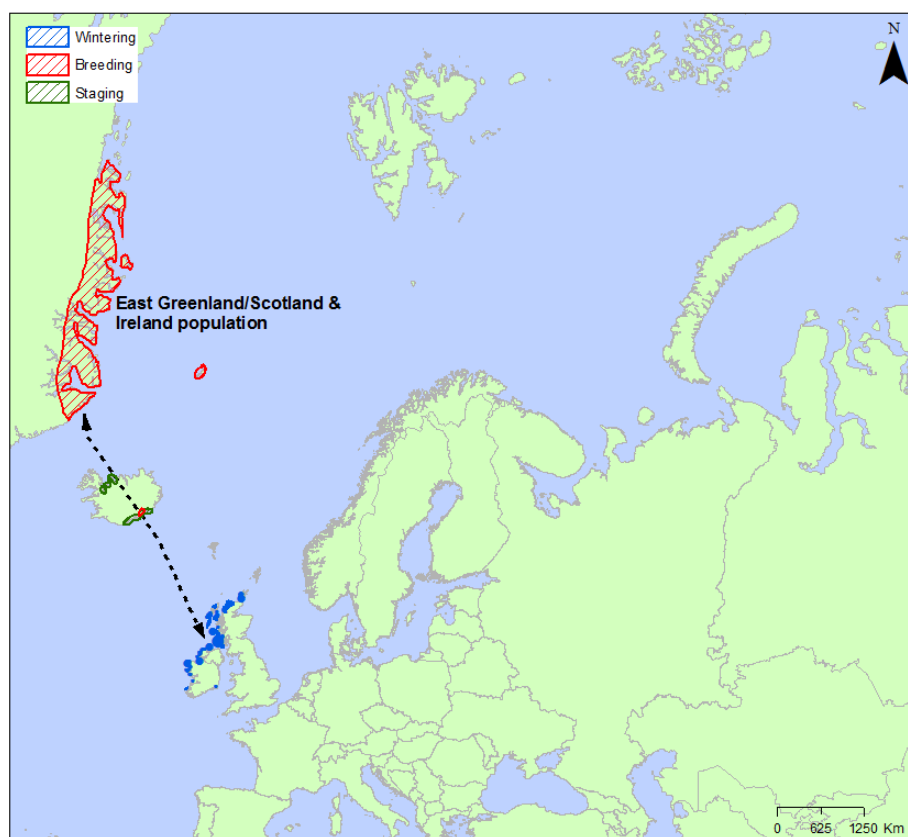 Wintering
Breeding
Staging
N
East Greenland/Scotland &
Ireland population
0 625 1250 Km